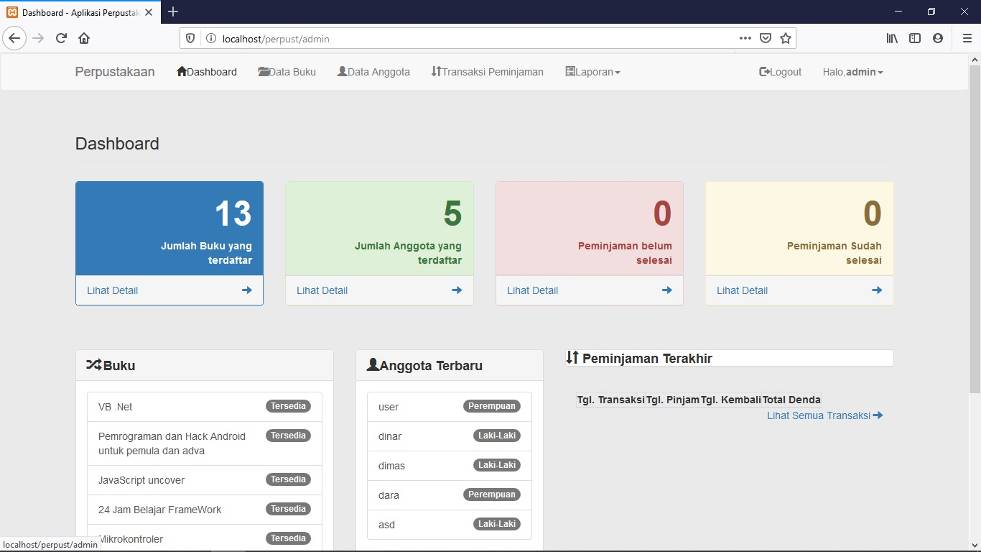 Dashboard - Aplikasi Perpustak
localhost/perpust/admin
Perpustakaan Dashboard Data Buku Data Anggota Transaksi Peminjaman Laporan Logout Halo,admin
Dashboard
13
Jumlah Buku yang
terdaftar
Lihat Detail
5
Jumlah Anggota yang
terdaftar
Lihat Detail
0
Peminjaman belum
selesai
Lihat Detail
0
Peminjaman Sudah
selesai
Lihat Detail
Buku
VB .Net Tersedia
Pemrograman dan Hack Android Tersedia
untuk pemula dan adva
JavaScript uncover Tersedia
24 Jam Belajar FrameWork Tersedia
Mikrokontroler Tersedia
Anggota Terbaru
user Perempuan
dinar Laki-Laki
dimas Laki-Laki
dara Perempuan
asd Laki-Laki
Peminjaman Terakhir
Tgl. Transaksi Tgl. Pinjam Tgl. Kembali Total Denda
Lihat Semua Transaksi
localhost/perpust/admin